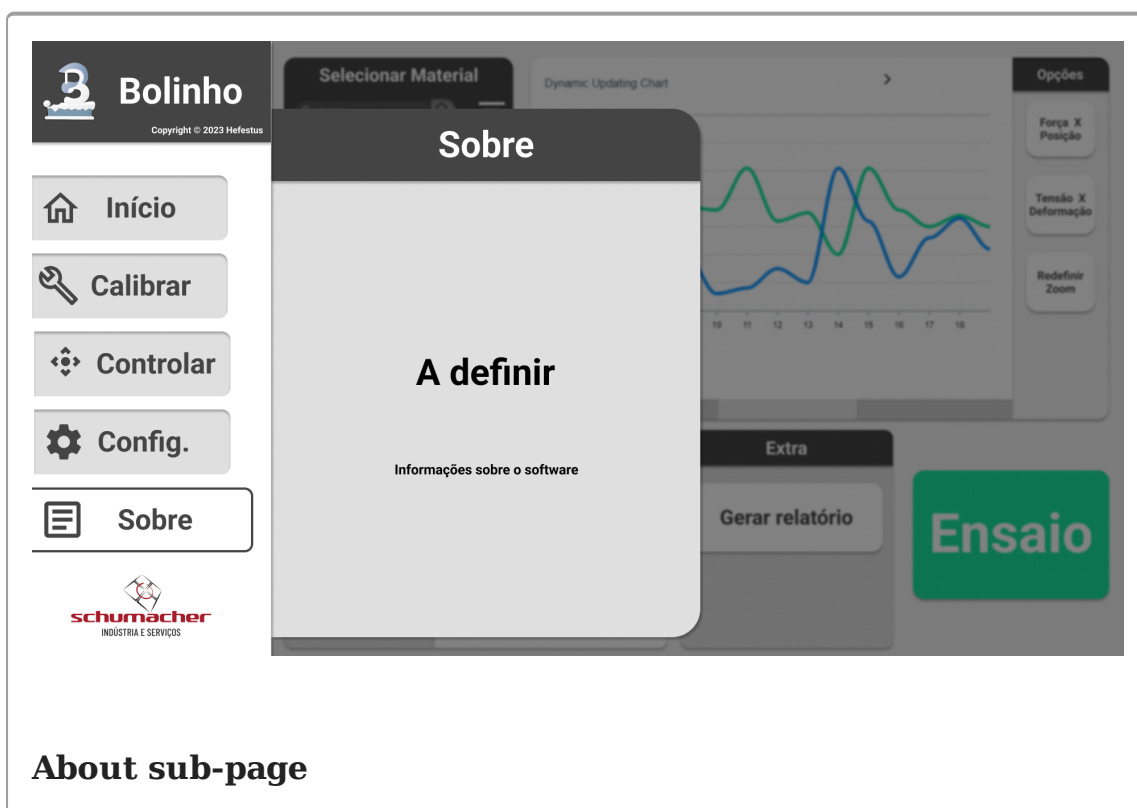 Bolinho
Copyright © 2023 Hefestus
Início
Calibrar
Controlar
Config.
Sobre
schumacher
INDÚSTRIA E SERVIÇOS
Selecionar Material
Sobre
A definir
Informações sobre o software
Dynamic Updating Chart
10 11 12 13 14 15 16 17 18
Opções
Força X
Posição
Tensão X
Deformação
Redefinir
Zoom
Extra
Gerar relatório
Ensaio
About sub-page